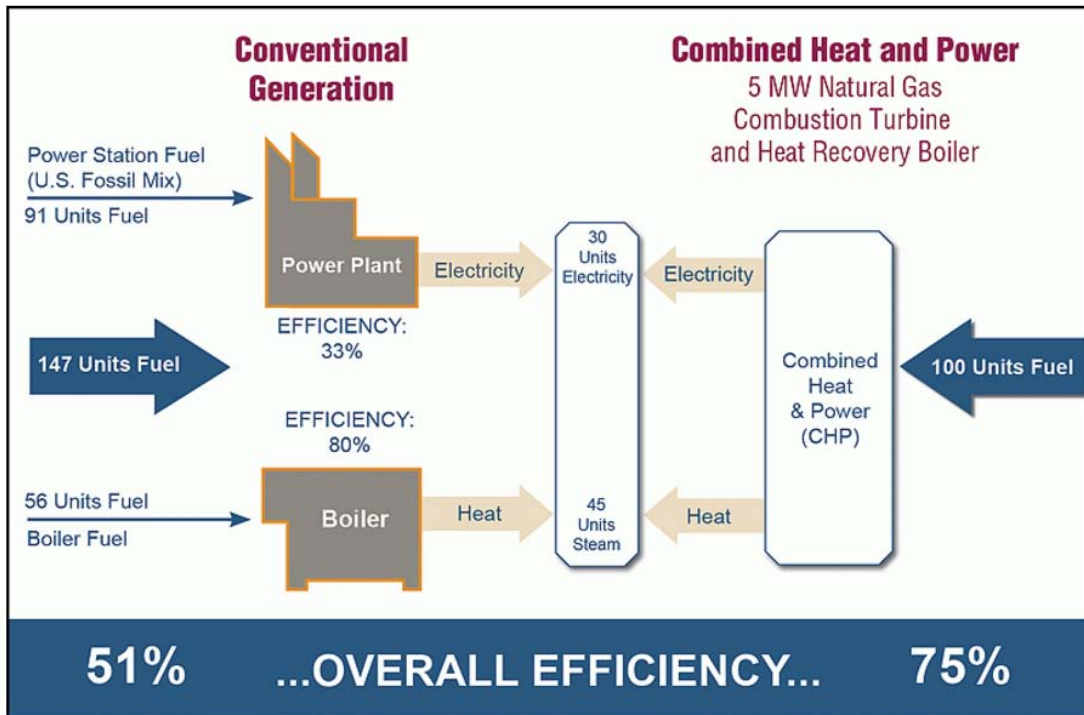 Conventional
Generation
Combined Heat and Power
5 MW Natural Gas
Combustion Turbine
and Heat Recovery Boiler
Power Station Fuel
(U.S. Fossil Mix)
91 Units Fuel
Power Plant
Electricity
30
Units
Electricity
Electricity
EFFICIENCY:
33%
147 Units Fuel
Combined
Heat
& Power
(CHP)
100 Units Fuel
EFFICIENCY:
80%
56 Units Fuel
Boiler Fuel
Boiler
Heat
45
Units
Steam
Heat
51% ...OVERALL EFFICIENCY... 75%